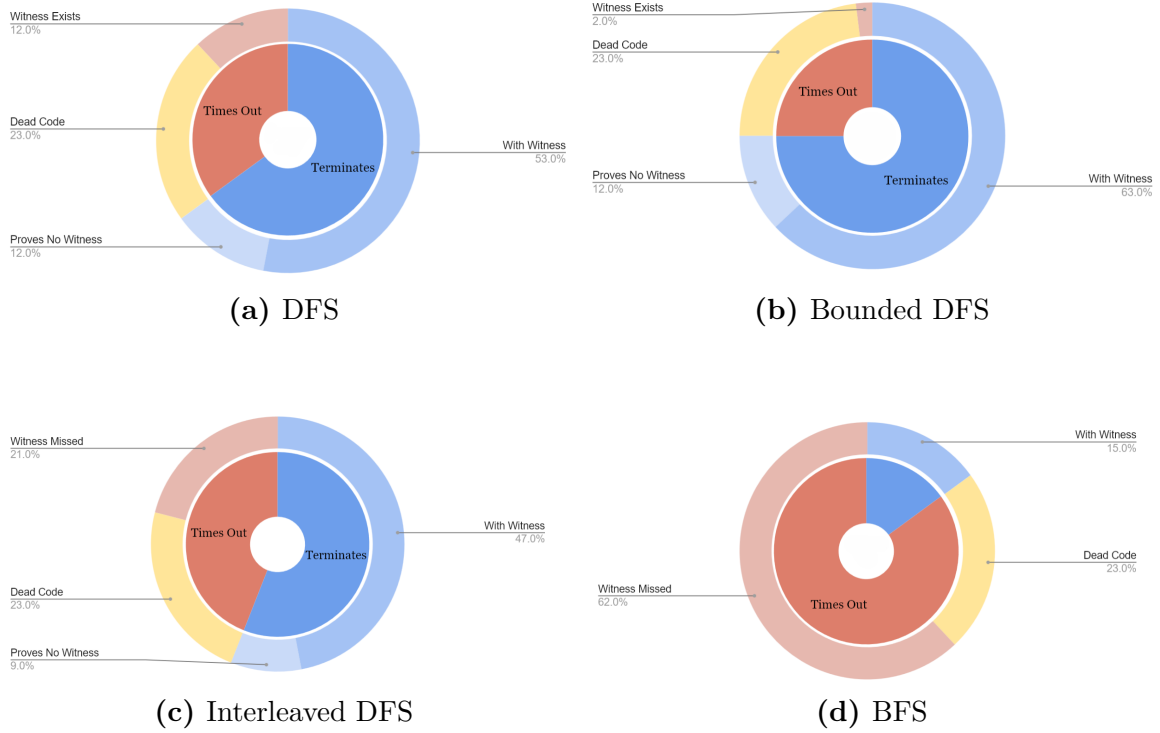 Witness Exists
12.0%
Times Out
Dead Code
23.0%
With Witness
53.0%
Terminates
Proves No Witness
12.0%
(a) DFS
Witness Exists
2.0%
Dead Code
23.0%
Times Out
Proves No Witness
12.0%
Terminates
With Witness
63.0%
(b) Bounded DFS
Witness Missed
21.0%
Times Out
With Witness
47.0%
Terminates
Dead Code
23.0%
Proves No Witness
9.0%
(c) Interleaved DFS
With Witness
15.0%
Dead Code
23.0%
Witness Missed
62.0%
Times Out
(d) BFS